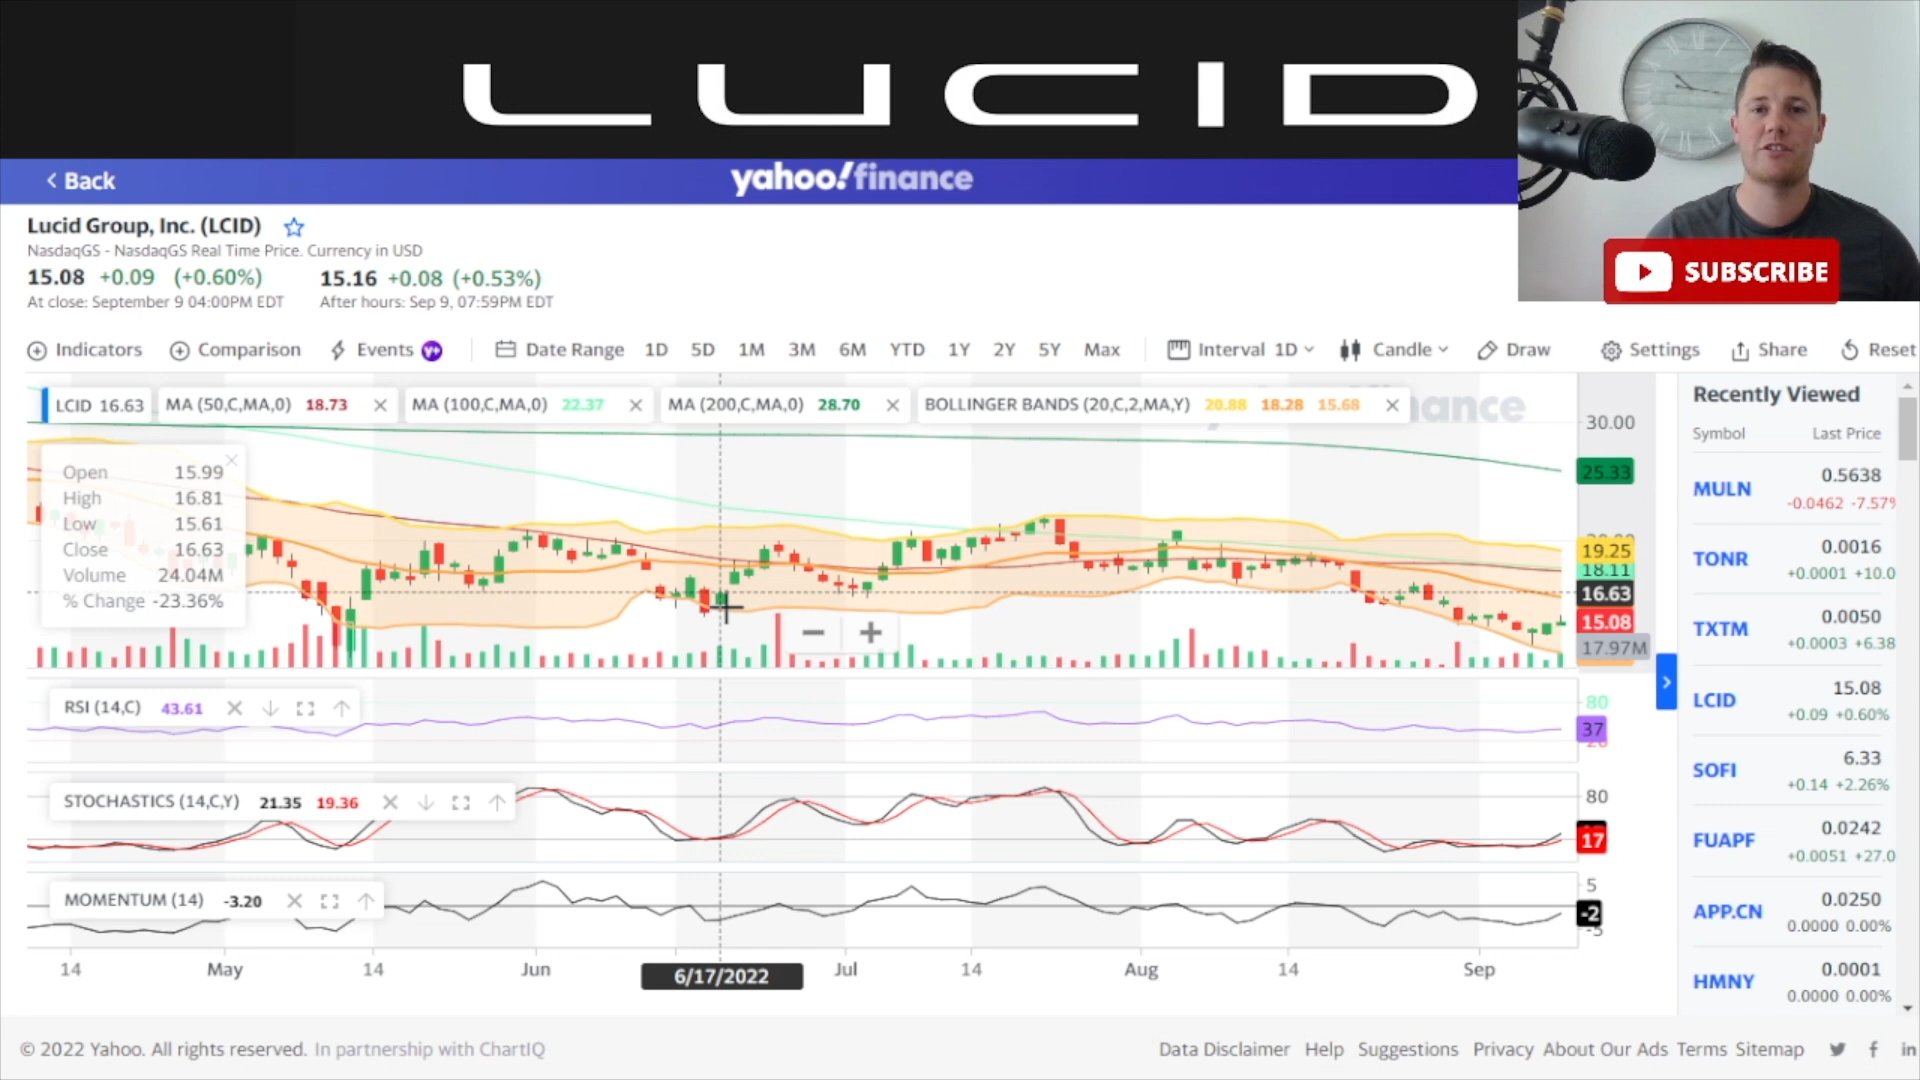 LUCID
Back
yahoo!finance
SUBSCRIBE
Lucid Group, Inc. (LCID)
NasdaqGS - NasdaqGS Real Time Price. Currency in USD
15.08 +0.09 (+0.60%) 15.16 +0.08 (+0.53%)
At close: September 9 04:00PM EDT After hours: Sep 9, 07:59PM EDT
Indicators Comparison Events Y+ Date Range 1D 5D 1M 3M 6M YTD 1Y 2Y 5Y Max Interval 1D Candle Draw Settings Share Reset
LCID 16.63 MA (50,C,MA,0) 18.73 MA (100,C,MA,0) 22.37 MA (200,C,MA,0) 28.70 BOLLINGER BANDS (20,C,2,MA,Y) 20.88 18.28 15.68
30.00
25.33
19.25
18.11
16.63
15.08
17.97M
Open 15.99
High 16.81
Low 15.61
Close 16.63
Volume 24.04M
% Change -23.36%
RSI (14,C) 43.61
80
37
STOCHASTICS (14,C,Y) 21.35 19.36
80
17
MOMENTUM (14) -3.20
5
-2
-5
14 May 14 Jun 6/17/2022 Jul 14 Aug 14 Sep
Recently Viewed
Symbol Last Price
MULN 0.5638
-0.0462 -7.57%
TONR 0.0016
+0.0001 +10.0
TXTM 0.0050
+0.0003 +6.38
LCID 15.08
+0.09 +0.60%
SOFI 6.33
+0.14 +2.26%
FUAPF 0.0242
+0.0051 +27.0
APP.CN 0.0250
0.0000 0.00%
HMNY 0.0001
0.0000 0.00%
© 2022 Yahoo. All rights reserved. In partnership with ChartIQ
Data Disclaimer Help Suggestions Privacy About Our Ads Terms Sitemap